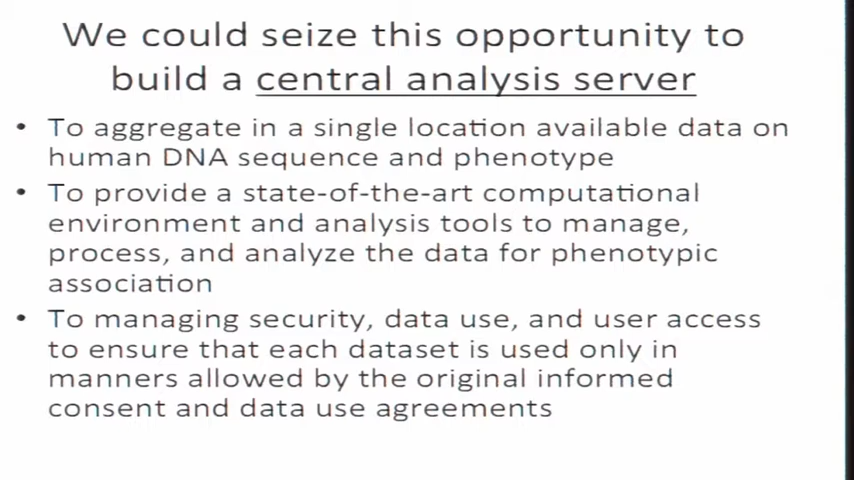 We could seize this opportunity to
build a central analysis server
• To aggregate in a single location available data on
human DNA sequence and phenotype
• To provide a state-of-the-art computational
environment and analysis tools to manage,
process, and analyze the data for phenotypic
association
• To managing security, data use, and user access
to ensure that each dataset is used only in
manners allowed by the original informed
consent and data use agreements